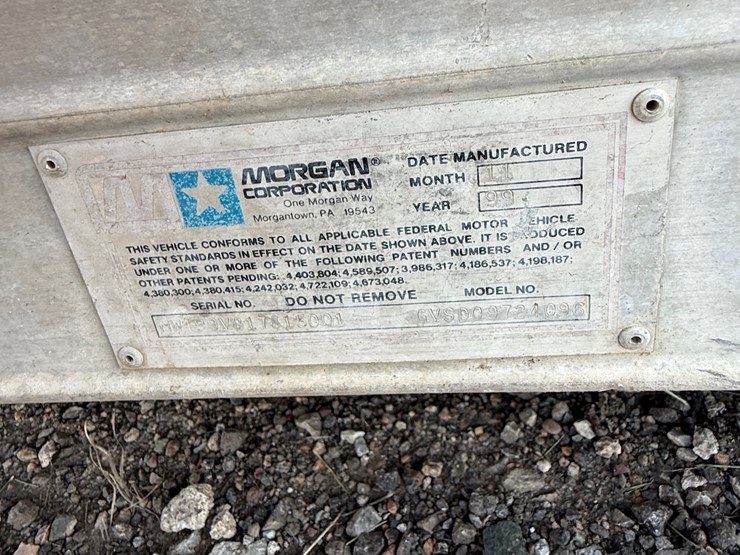 MORGAN®
CORPORATION
One Morgan Way
Morgantown, PA 19543
DATE MANUFACTURED
MONTH 11
YEAR 99
THIS VEHICLE CONFORMS TO ALL APPLICABLE FEDERAL MOTOR EHICLE
SAFETY STANDARDS IN EFFECT ON THE DATE SHOWN ABOVE. IT IS ODUCED
UNDER ONE OR MORE OF THE FOLLOWING PATENT NUMBERS AND / OR
OTHER PATENTS PENDING: 4,403,804; 4,589,507; 3,986,317; 4,186,537; 4,198,187;
4,380,300; 4,380,415; 4,242,032; 4,722,109; 4,673,048.
SERIAL NO. DO NOT REMOVE MODEL NO.